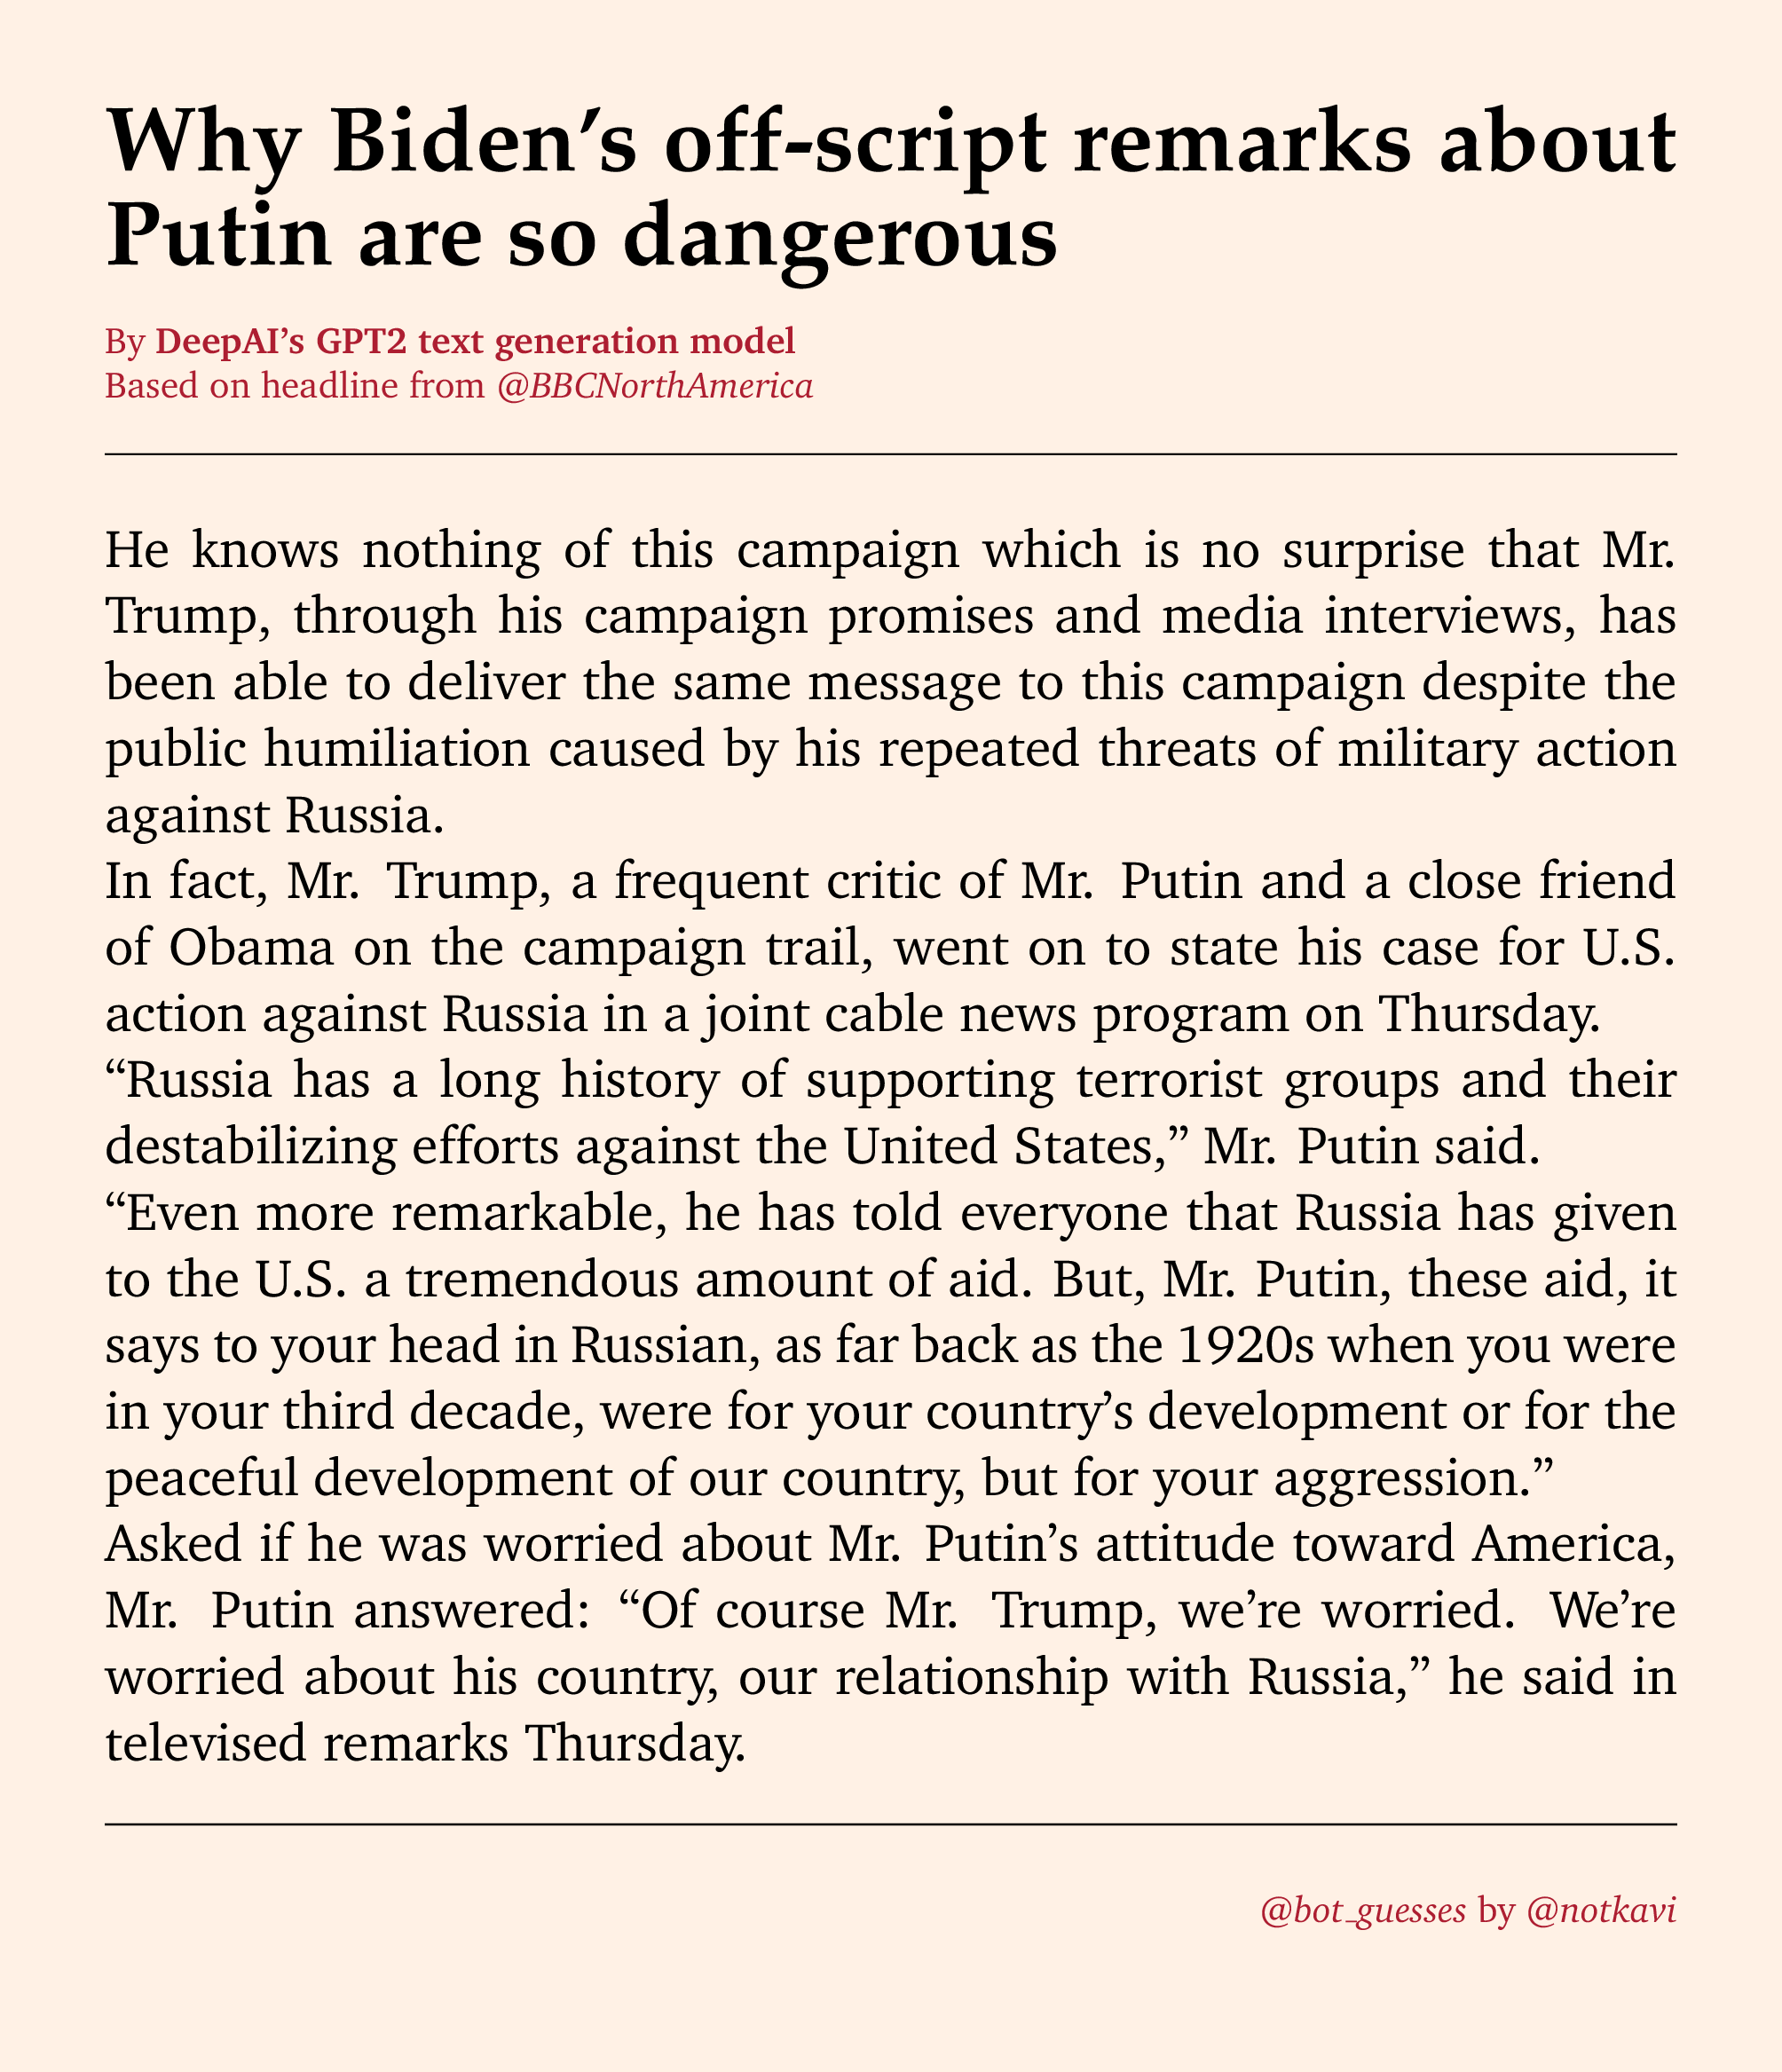 Why Biden’s off-script remarks about
Putin are so dangerous
By DeepAI’s GPT2 text generation model
Based on headline from @BBCNorthAmerica
He knows nothing of this campaign which is no surprise that Mr.
Trump, through his campaign promises and media interviews, has
been able to deliver the same message to this campaign despite the
public humiliation caused by his repeated threats of military action
against Russia.
In fact, Mr. Trump, a frequent critic of Mr. Putin and a close friend
of Obama on the campaign trail, went on to state his case for U.S.
action against Russia in a joint cable news program on Thursday.
“Russia has a long history of supporting terrorist groups and their
destabilizing efforts against the United States,” Mr. Putin said.
“Even more remarkable, he has told everyone that Russia has given
to the U.S. a tremendous amount of aid. But, Mr. Putin, these aid, it
says to your head in Russian, as far back as the 1920s when you were
in your third decade, were for your country’s development or for the
peaceful development of our country, but for your aggression.”
Asked if he was worried about Mr. Putin’s attitude toward America,
Mr. Putin answered: “Of course Mr. Trump, we’re worried. We’re
worried about his country, our relationship with Russia,” he said in
televised remarks Thursday.
@bot_guesses by @notkavi